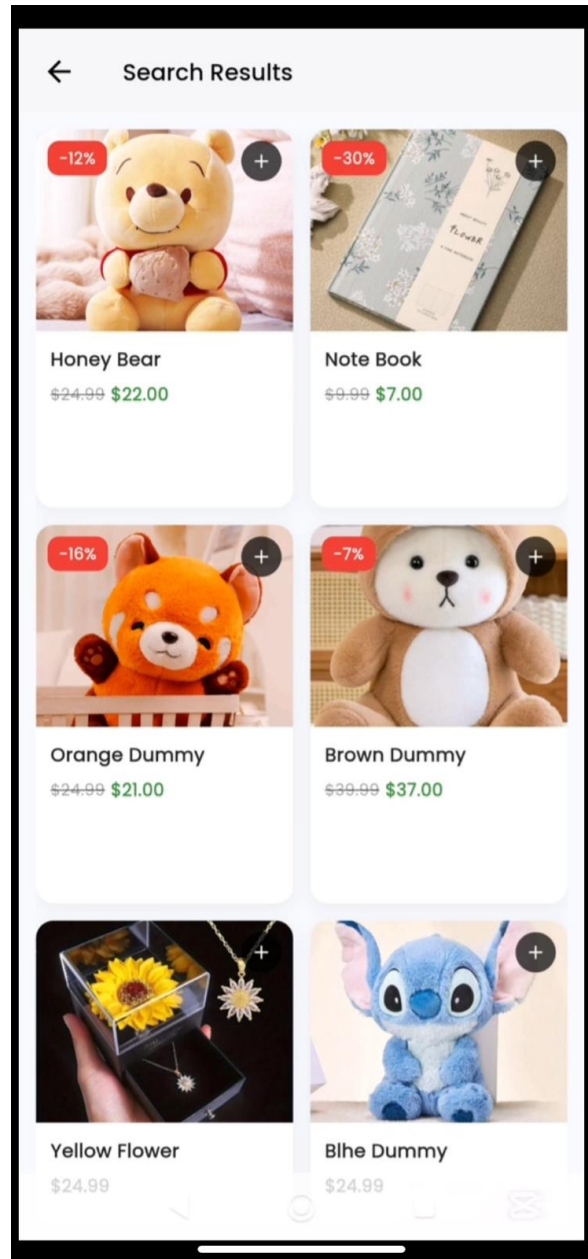 Search Results
-12%
-30%
FLOWER
Honey Bear
$24.99 $22.00
Note Book
$9.99 $7.00
-16%
-7%
Orange Dummy
$24.99 $21.00
Brown Dummy
$39.99 $37.00
Yellow Flower
$24.99
Blhe Dummy
$24.99